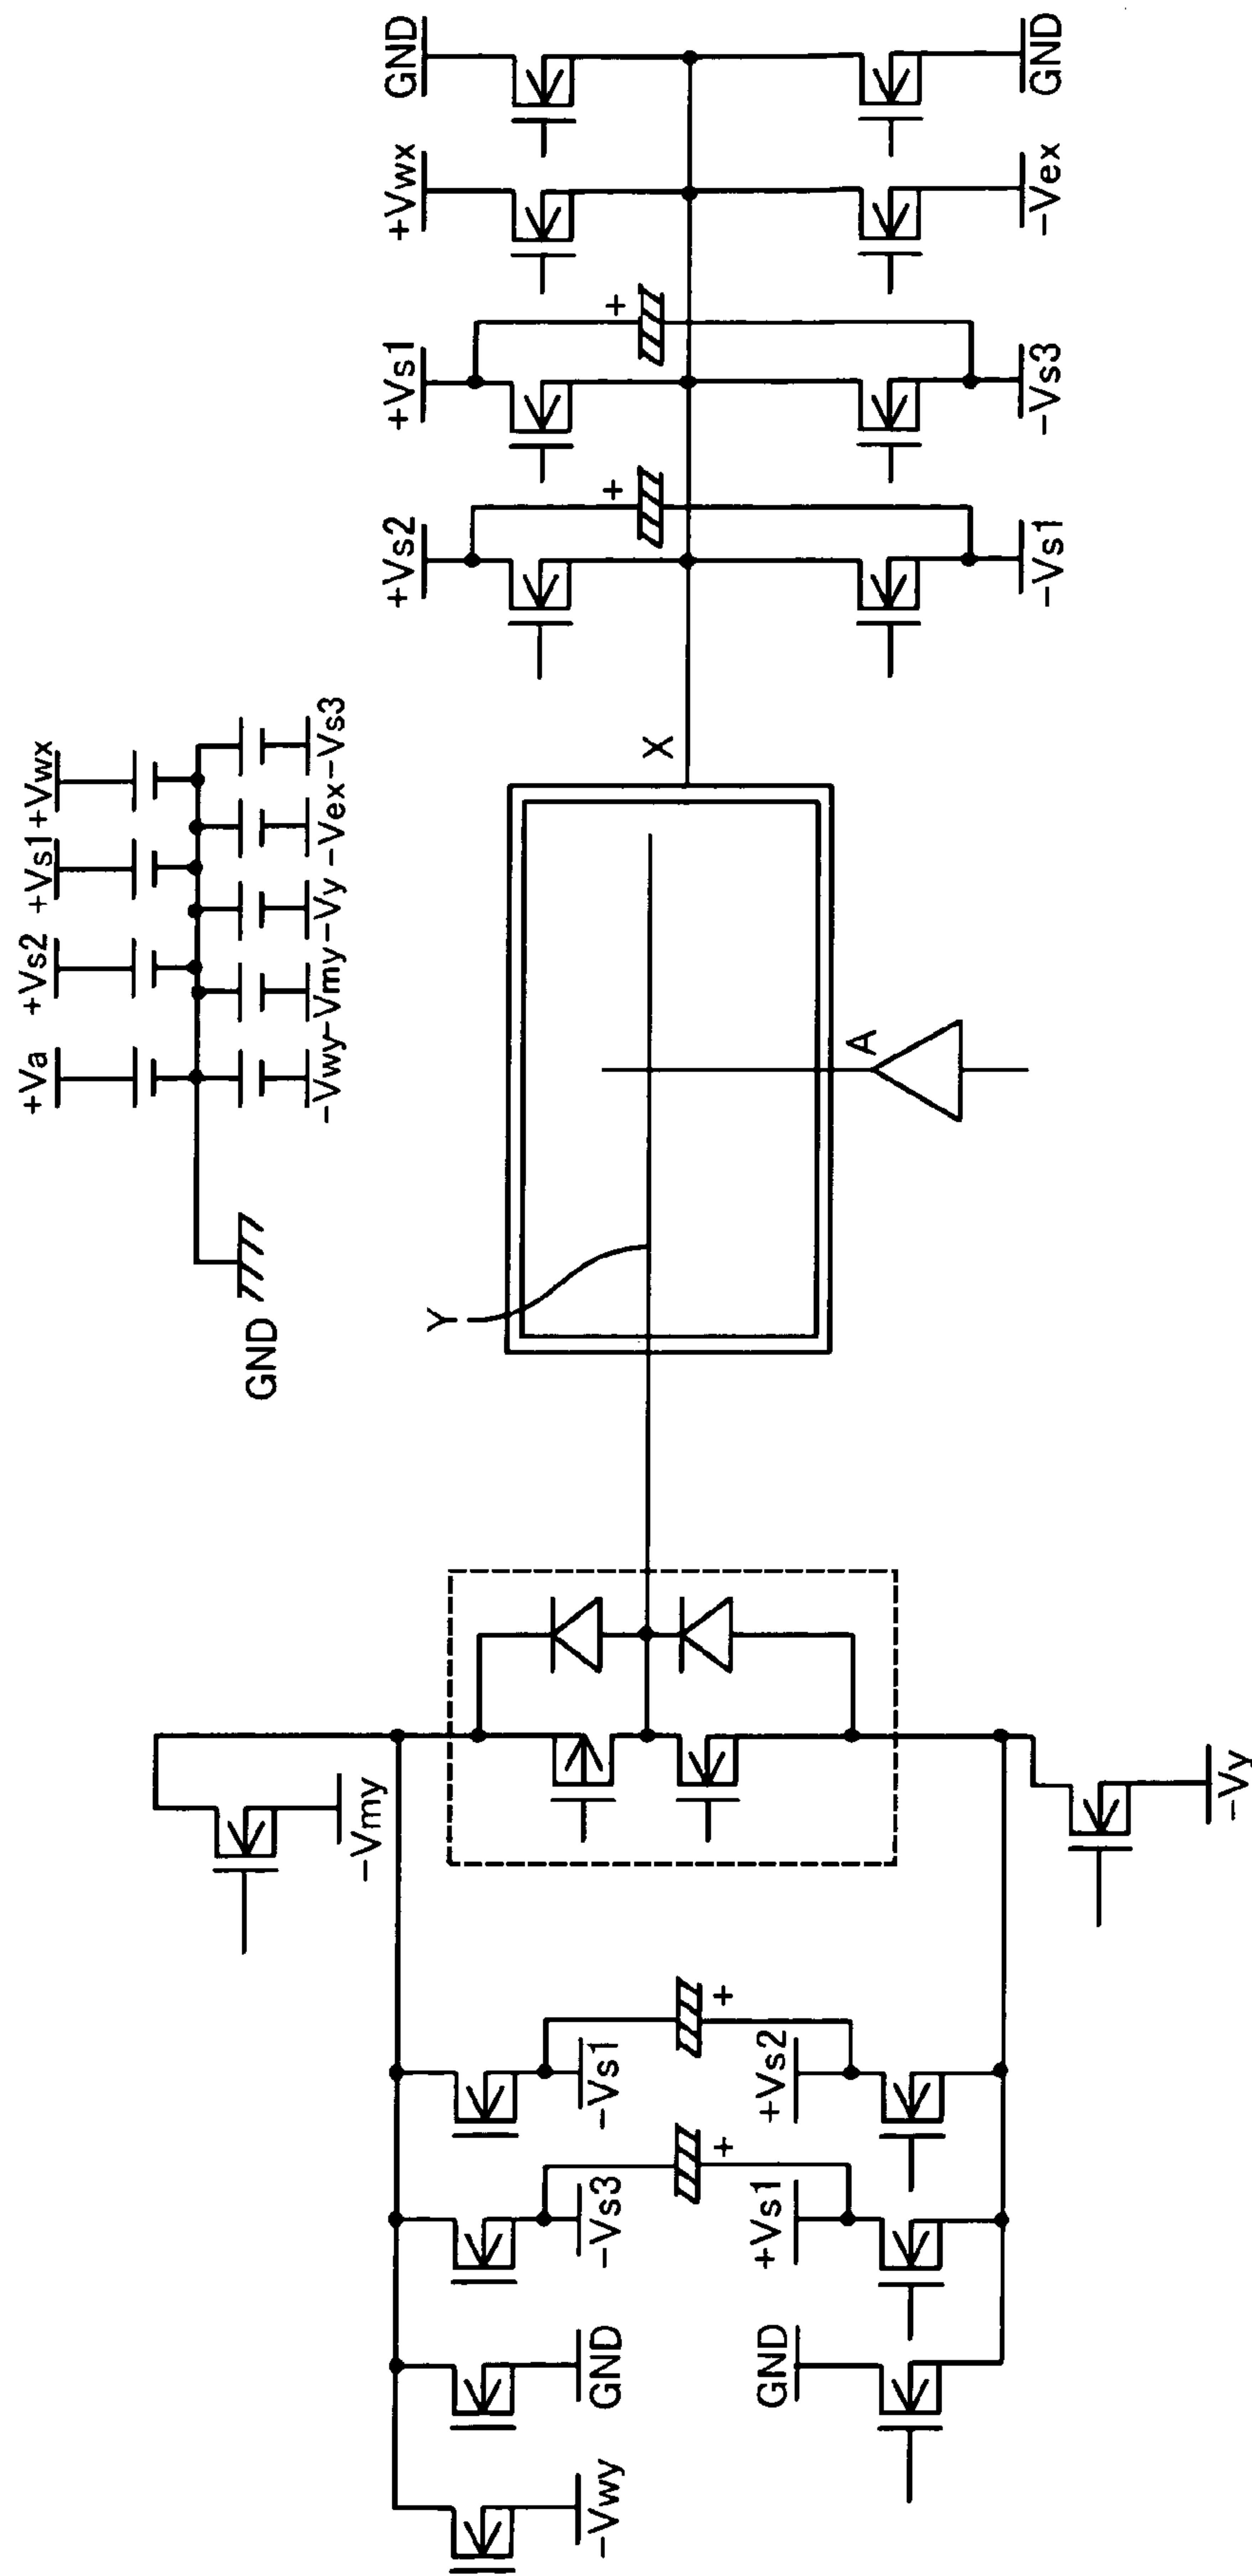 +Va
+Vs2
+Vs1
+Vwx
-Wwy
-Vmy
-Vy
-Vex
-Vs3
GND
-Vmy
Y
X
A
+Vs2
+Vs1
+Vwx
GND
-Vs1
-Vs3
-Vex
GND
+
+
-Vwy
GND
-Vs3
-Vs1
GND
+Vs1
+Vs2
+
+
-Vy